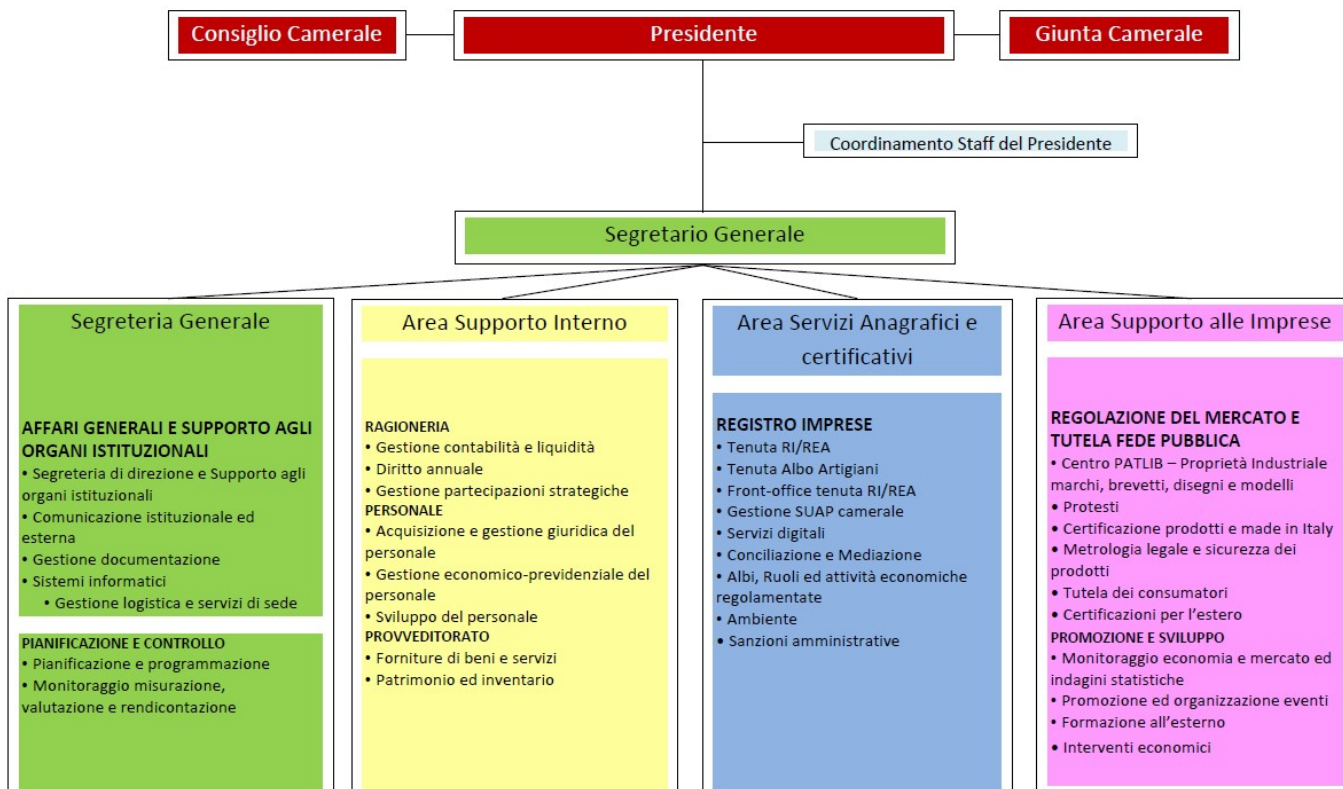 Consiglio Camerale
Presidente
Giunta Camerale
Coordinamento Staff del Presidente
Segretario Generale
Segreteria Generale
AFFARI GENERALI E SUPPORTO AGLI
ORGANI ISTITUZIONALI
• Segreteria di direzione e Supporto agli
organi istituzionali
• Comunicazione istituzionale ed
esterna
• Gestione documentazione
• Sistemi informatici
• Gestione logistica e servizi di sede
PIANIFICAZIONE E CONTROLLO
• Pianificazione e programmazione
• Monitoraggio misurazione,
valutazione e rendicontazione
Area Supporto Interno
RAGIONERIA
• Gestione contabilità e liquidità
• Diritto annuale
• Gestione partecipazioni strategiche
PERSONALE
• Acquisizione e gestione giuridica del
personale
• Gestione economico-previdenziale del
personale
• Sviluppo del personale
PROVVEDITORATO
• Forniture di beni e servizi
• Patrimonio ed inventario
Area Servizi Anagrafici e
certificativi
REGISTRO IMPRESE
• Tenuta RI/REA
• Tenuta Albo Artigiani
• Front-office tenuta RI/REA
• Gestione SUAP camerale
• Servizi digitali
• Conciliazione e Mediazione
• Albi, Ruoli ed attività economiche
regolamentate
• Ambiente
• Sanzioni amministrative
Area Supporto alle Imprese
REGOLAZIONE DEL MERCATO E
TUTELA FEDE PUBBLICA
• Centro PATLIB – Proprietà Industriale
marchi, brevetti, disegni e modelli
• Protesti
• Certificazione prodotti e made in Italy
• Metrologia legale e sicurezza dei
prodotti
• Tutela dei consumatori
• Certificazioni per l'estero
PROMOZIONE E SVILUPPO
• Monitoraggio economia e mercato ed
indagini statistiche
• Promozione ed organizzazione eventi
• Formazione all'esterno
• Interventi economici